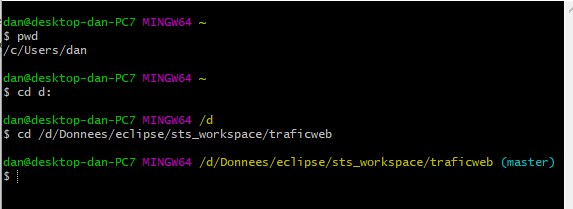 dan@desktop-dan-PC7 MINGW64 ~
$ pwd
/c/Users/dan
dan@desktop-dan-PC7 MINGW64 ~
$ cd d:
dan@desktop-dan-PC7 MINGW64 /d
$ cd /d/Donnees/eclipse/sts_workspace/traficweb
dan@desktop-dan-PC7 MINGW64 /d/Donnees/eclipse/sts_workspace/traficweb (master)
$